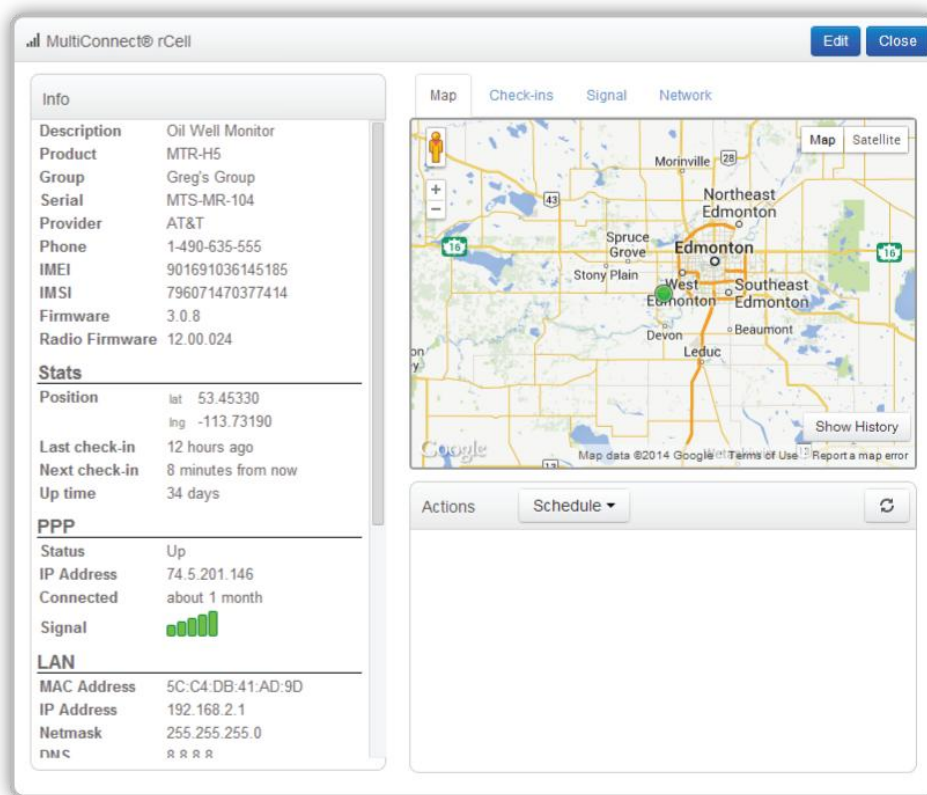 MultiConnect® rCell
Edit
Close
Info
Description Oil Well Monitor
Product MTR-H5
Group Greg's Group
Serial MTS-MR-104
Provider AT&T
Phone 1-490-635-555
IMEI 901691036145185
IMSI 796071470377414
Firmware 3.0.8
Radio Firmware 12.00.024
Stats
Position lat 53.45330
lng -113.73190
Last check-in 12 hours ago
Next check-in 8 minutes from now
Up time 34 days
PPP
Status Up
IP Address 74.5.201.146
Connected about 1 month
Signal
LAN
MAC Address 5C:C4:DB:41:AD:9D
IP Address 192.168.2.1
Netmask 255.255.255.0
DNS 8.8.8.8
Map Check-ins Signal Network
Map Satellite
+
−
Morinville
28
43
Northeast
Edmonton
16
Spruce
Grove
Edmonton
16
Stony Plain
West
Edmonton
Southeast
Edmonton
Devon
Beaumont
Leduc
Show History
Google
Map data ©2014 Google
Terms of Use
Report a map error
13
13
Actions
Schedule